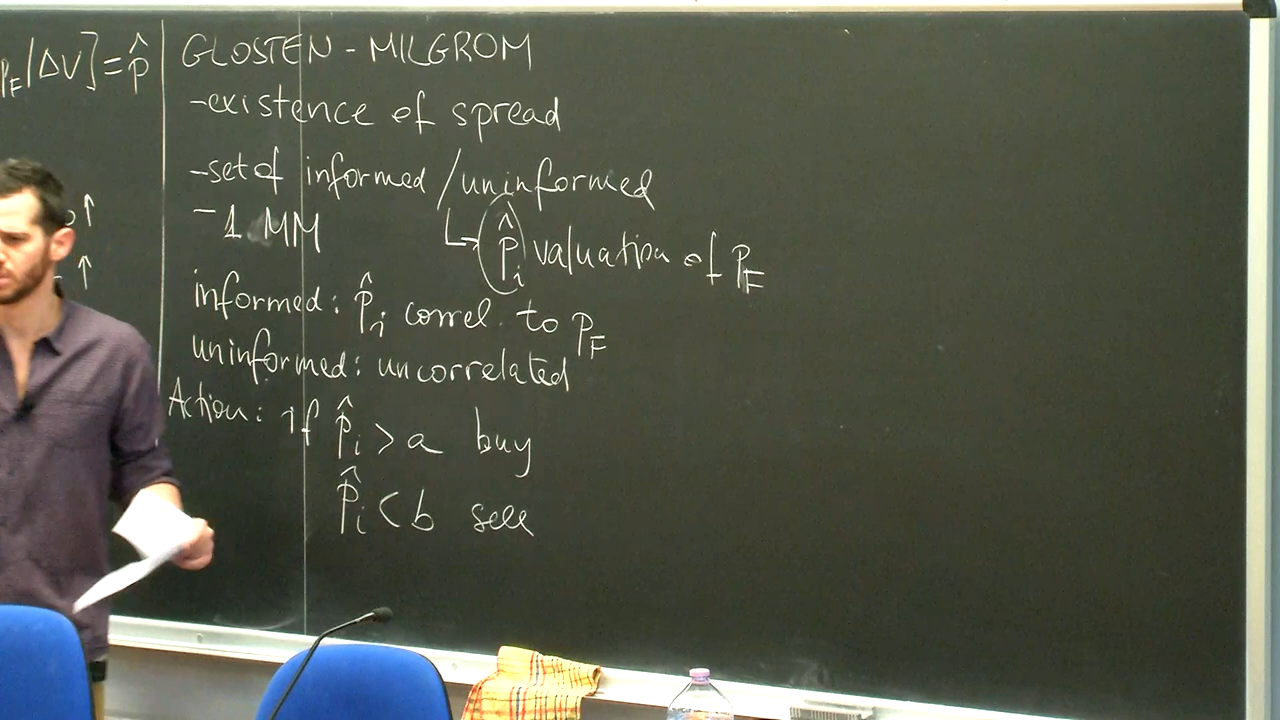 P_F|ΔV] = p̂
↑
↑
GLOSTEN - MILGROM
- existence of spread
- set of informed / uninformed
- 1 MM
↳ p̂_i valuation of P_F
informed: p̂_i correl. to P_F
uninformed: uncorrelated
Action: if p̂_i > a buy
p̂_i < b sell